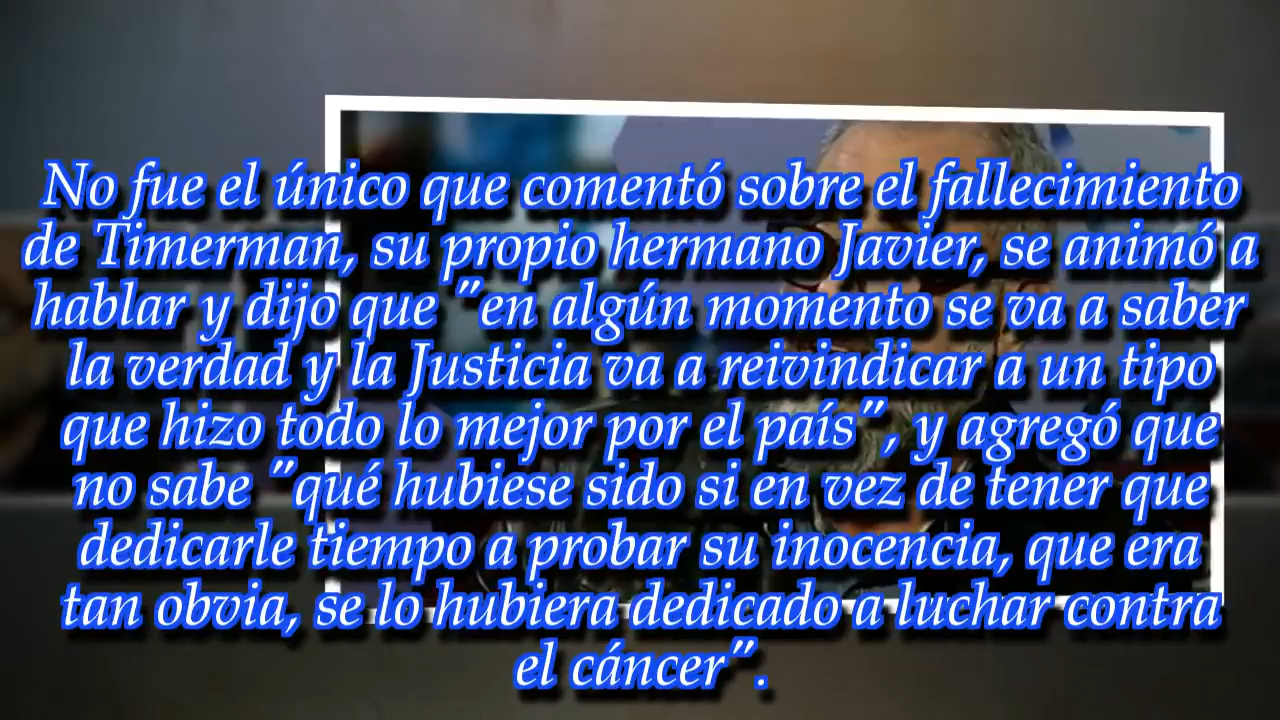 No fue el único que comentó sobre el fallecimiento
de Timerman, su propio hermano Javier, se animó a
hablar y dijo que "en algún momento se va a saber
la verdad y la Justicia va a reivindicar a un tipo
que hizo todo lo mejor por el país", y agregó que
no sabe "qué hubiese sido si en vez de tener que
dedicarle tiempo a probar su inocencia, que era
tan obvia, se lo hubiera dedicado a luchar contra
el cáncer".